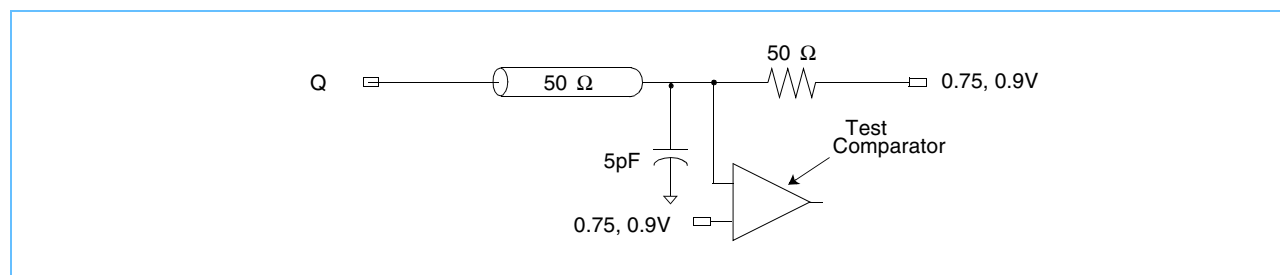 50 Ω
Q
50 Ω
0.75, 0.9V
Test
Comparator
5pF
0.75, 0.9V